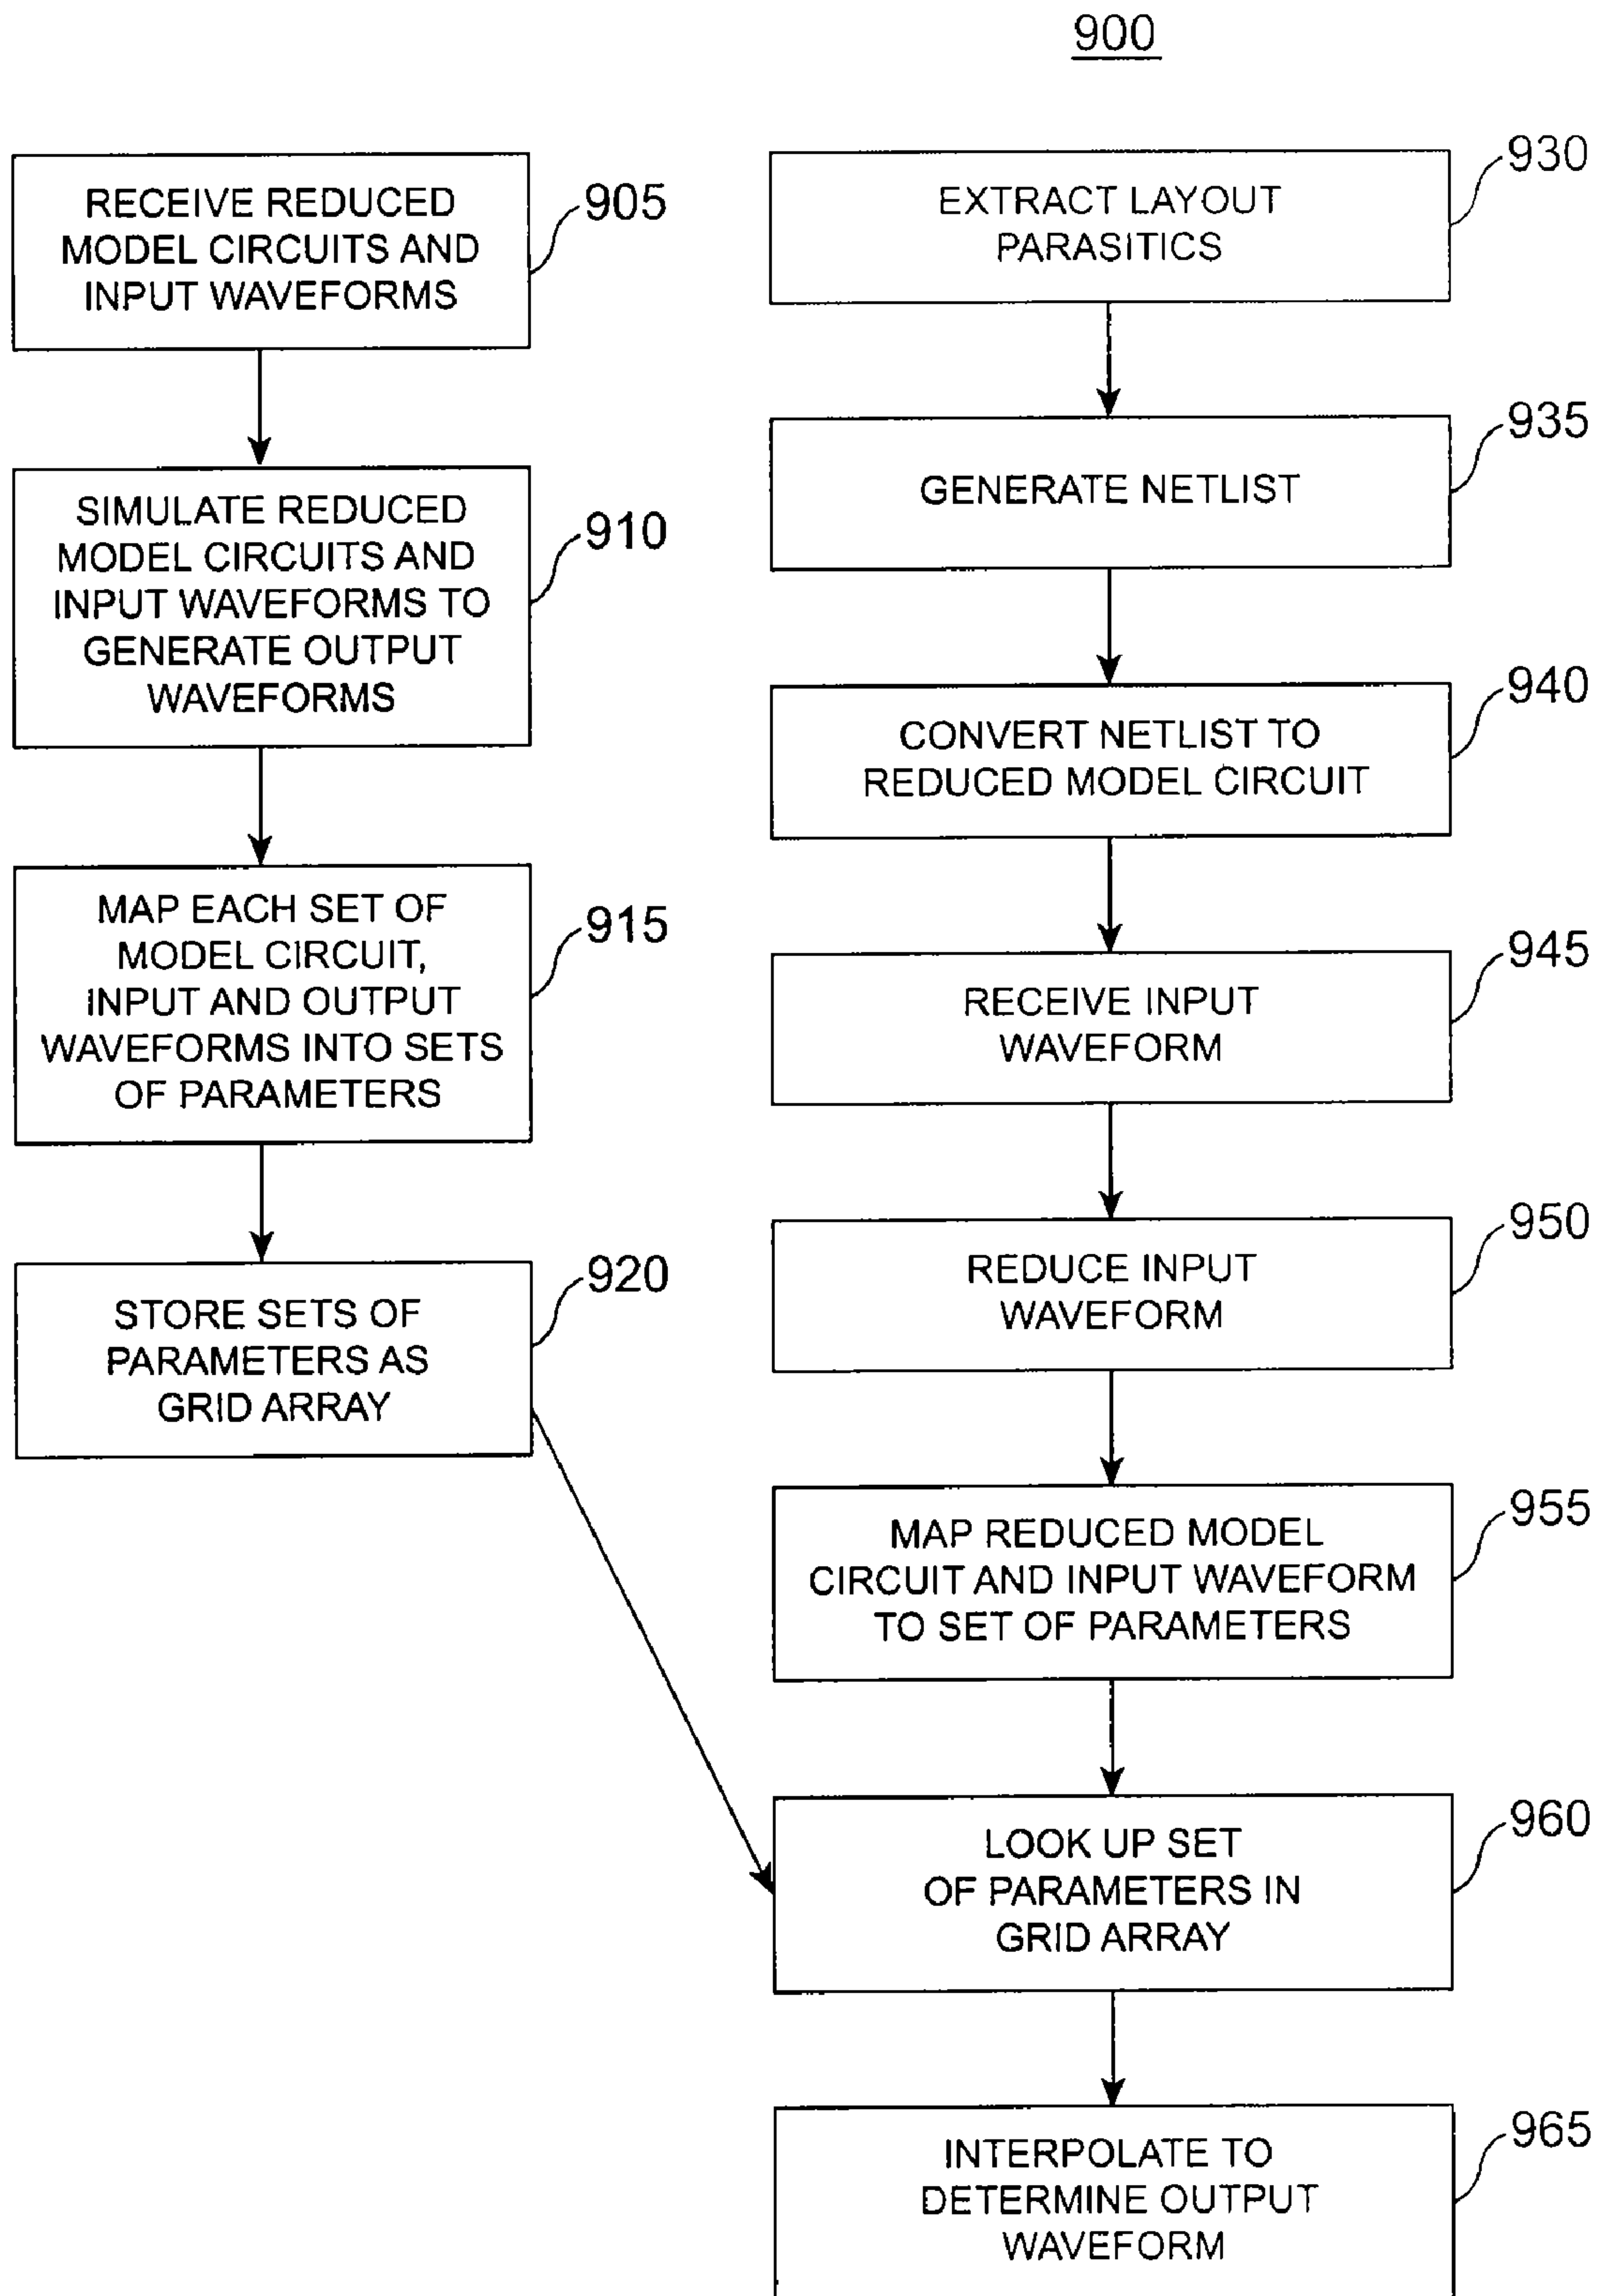 900
RECEIVE REDUCED
MODEL CIRCUITS AND
INPUT WAVEFORMS
905
SIMULATE REDUCED
MODEL CIRCUITS AND
INPUT WAVEFORMS TO
GENERATE OUTPUT
WAVEFORMS
910
MAP EACH SET OF
MODEL CIRCUIT,
INPUT AND OUTPUT
WAVEFORMS INTO SETS
OF PARAMETERS
915
STORE SETS OF
PARAMETERS AS
GRID ARRAY
920
EXTRACT LAYOUT
PARASITICS
930
GENERATE NETLIST
935
CONVERT NETLIST TO
REDUCED MODEL CIRCUIT
940
RECEIVE INPUT
WAVEFORM
945
REDUCE INPUT
WAVEFORM
950
MAP REDUCED MODEL
CIRCUIT AND INPUT WAVEFORM
TO SET OF PARAMETERS
955
LOOK UP SET
OF PARAMETERS IN
GRID ARRAY
960
INTERPOLATE TO
DETERMINE OUTPUT
WAVEFORM
965